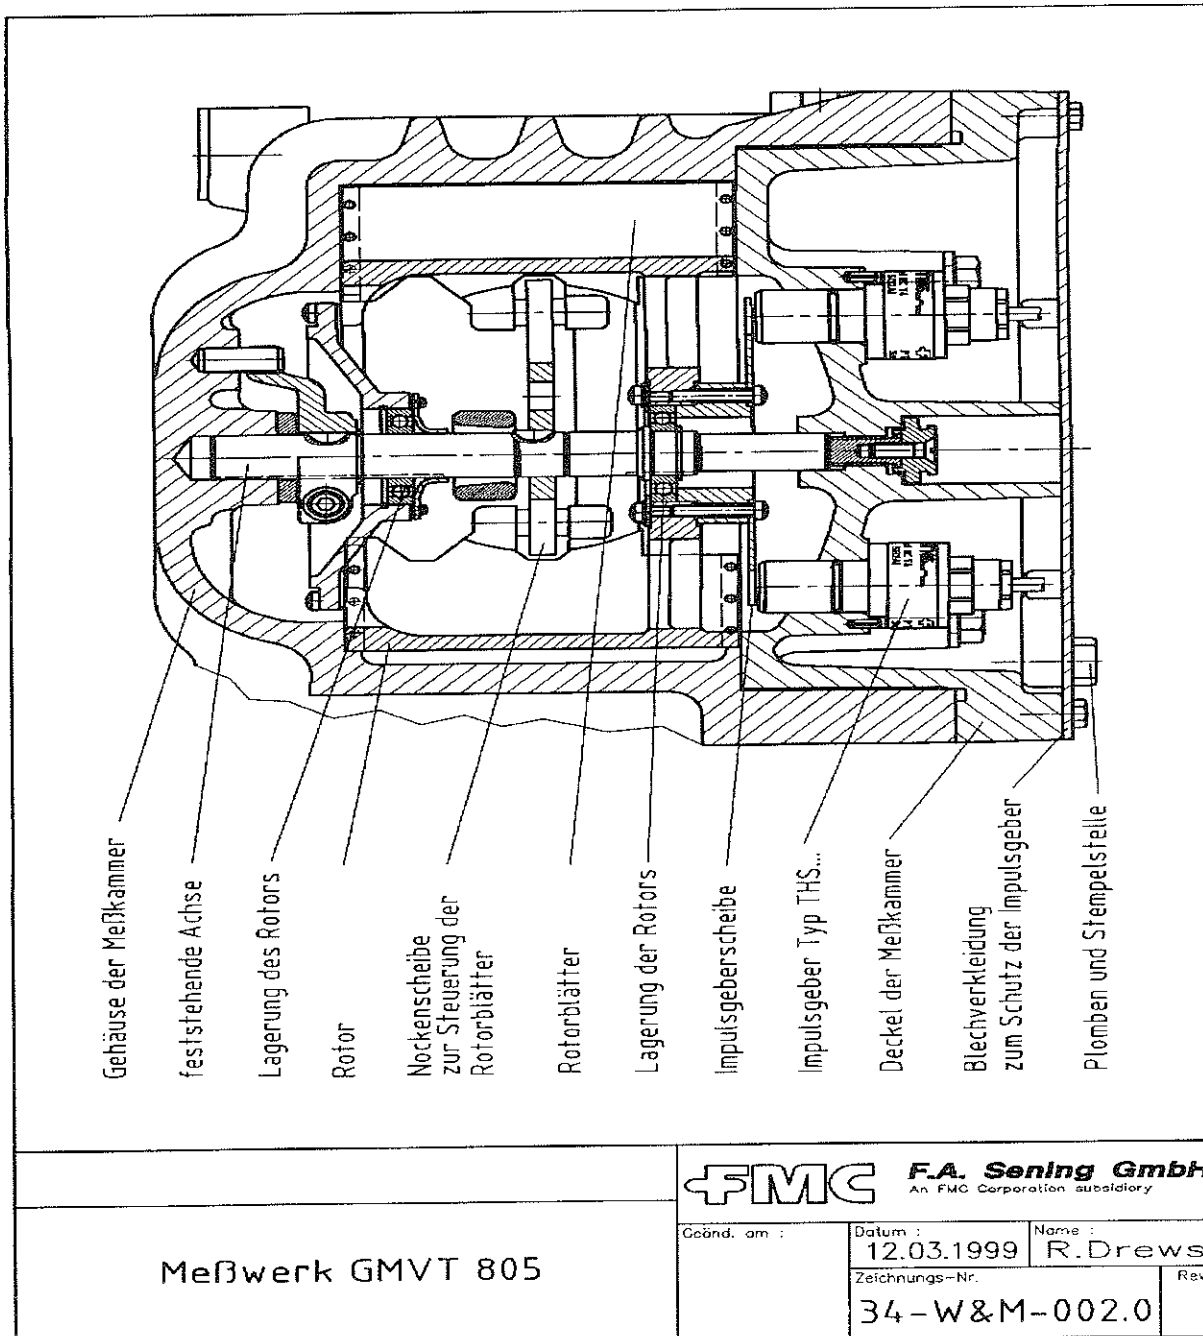 Gehäuse der Meßkammer
feststehende Achse
Lagerung des Rotors
Rotor
Nockenscheibe
zur Steuerung der
Rotorblätter
Rotorblätter
Lagerung der Rotors
Impulsgeberscheibe
Impulsgeber Typ THS...
Deckel der Meßkammer
Blechverkleidung
zum Schutz der Impulsgeber
Plomben und Stempelstelle
FMC
F.A. Sening GmbH
An FMC Corporation subsidiary
Meßwerk GMVT 805
Geänd. am :
Datum :
12.03.1999
Name :
R.Drews
Zeichnungs-Nr.
34-W&M-002.0
Rev